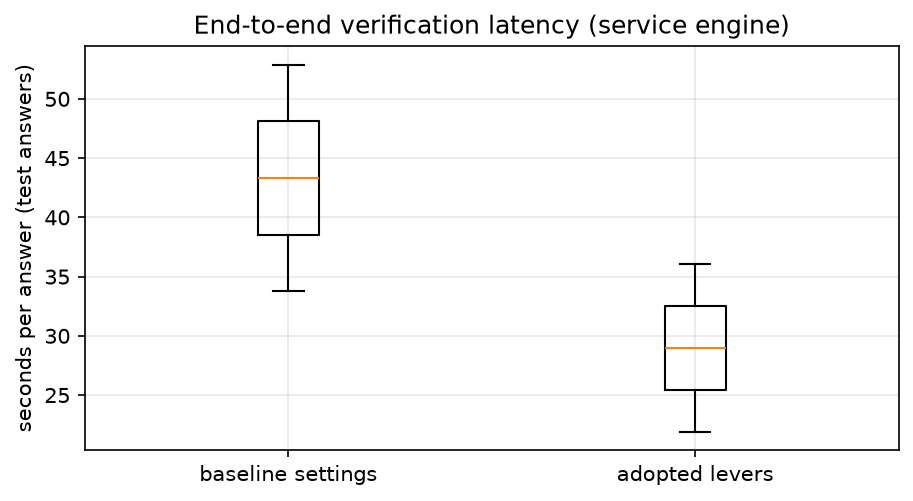 End-to-end verification latency (service engine)
seconds per answer (test answers)
50
45
40
35
30
25
baseline settings
adopted levers